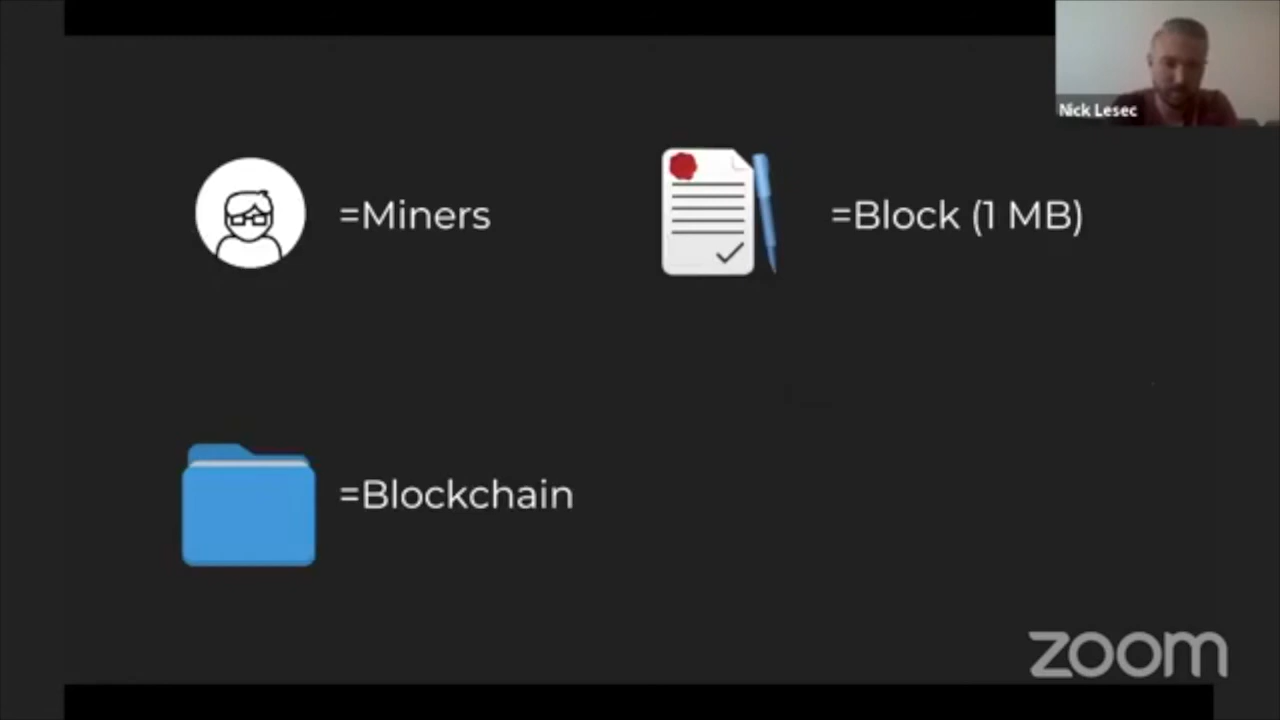 Nick Lesec
=Miners
=Block (1 MB)
=Blockchain
zoom